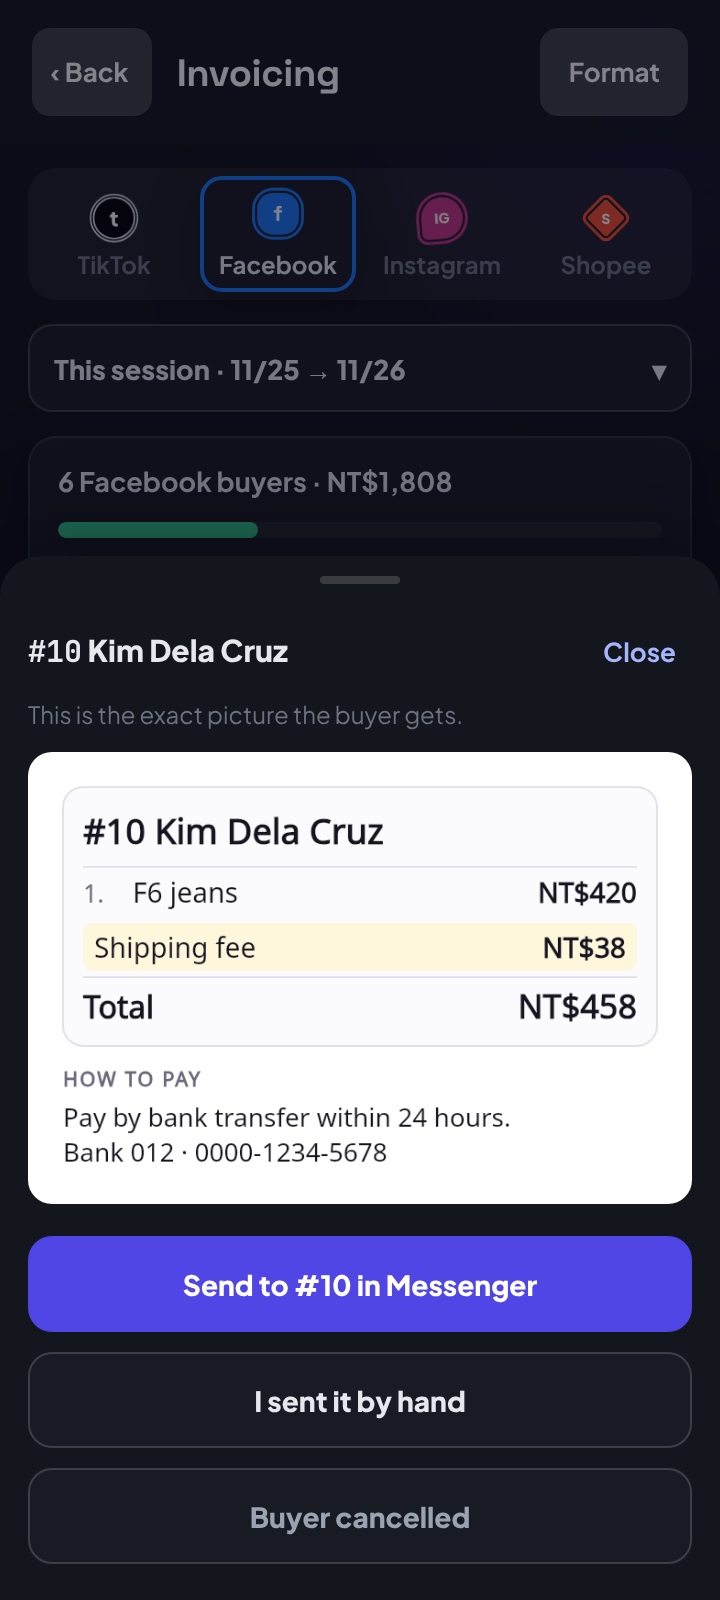 ‹ Back
Invoicing
Format
t
f
IG
S
TikTok
Facebook
Instagram
Shopee
This session · 11/25 → 11/26
▼
6 Facebook buyers · NT$1,808
#10 Kim Dela Cruz
Close
This is the exact picture the buyer gets.
#10 Kim Dela Cruz
1. F6 jeans NT$420
Shipping fee NT$38
Total NT$458
HOW TO PAY
Pay by bank transfer within 24 hours.
Bank 012 · 0000-1234-5678
Send to #10 in Messenger
I sent it by hand
Buyer cancelled